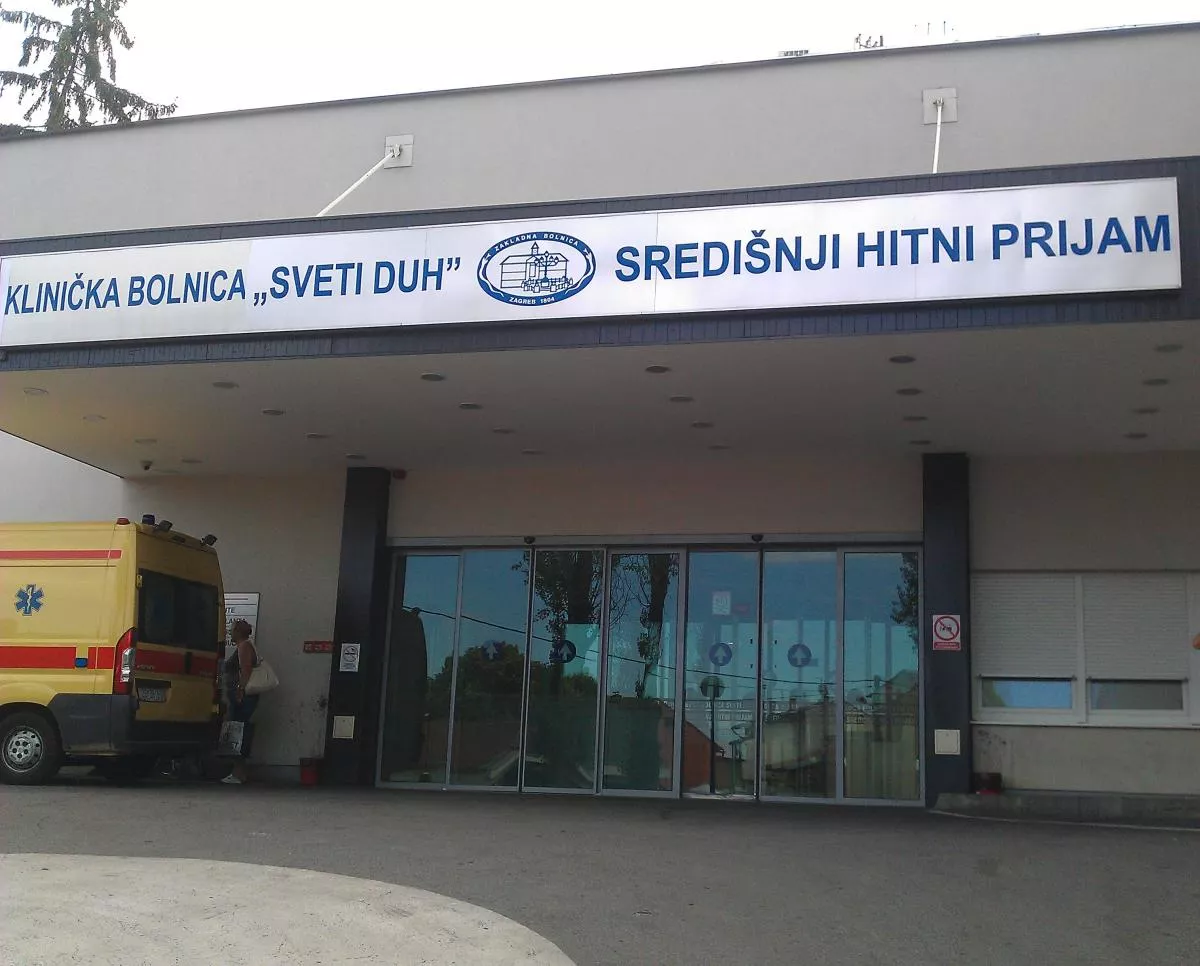 KLINIČKA BOLNICA „SVETI DUH”
ZAKLADNA BOLNICA
ZAGREB 1804
SREDIŠNJI HITNI PRIJAM